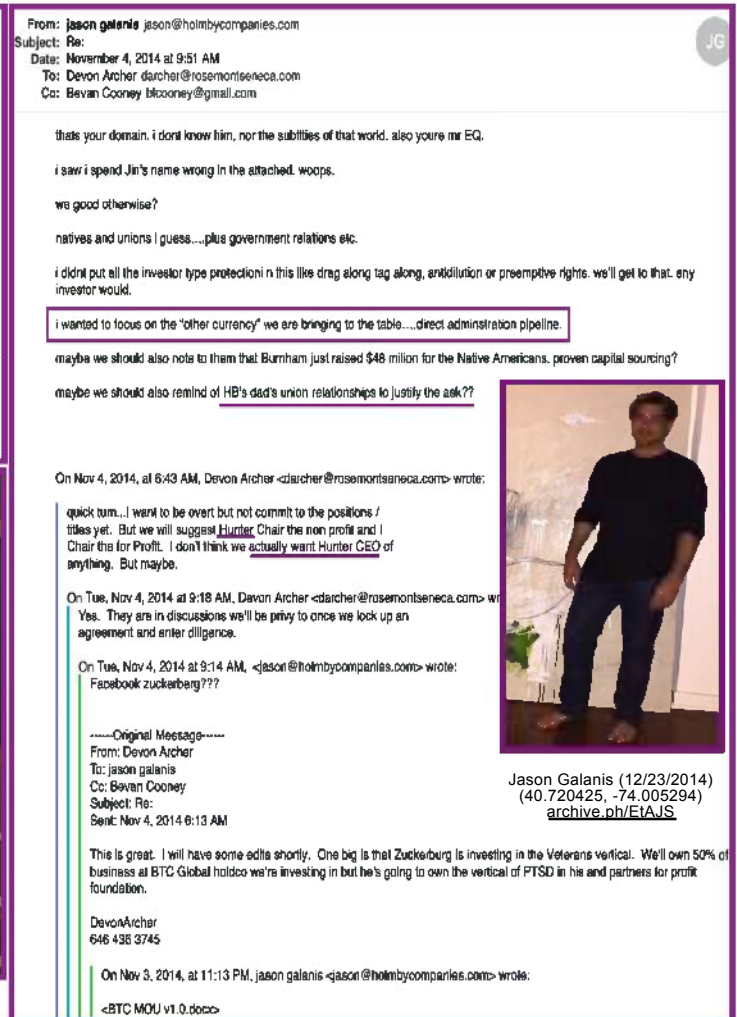 From: jason galanis jason@holmbycompanies.com
Subject: Re:
Date: November 4, 2014 at 9:51 AM
To: Devon Archer darcher@rosemontseneca.com
Cc: Bevan Cooney
JG
thats your domain. i dont know him, nor the subtlties of that world. also youre mr EQ.
i saw i spend Jin's name wrong in the attached. woops.
we good otherwise?
natives and unions I guess....plus government relations etc.
i didnt put all the investor type protectioni n this like drag along tag along, antidilution or preemptive rights. we'll get to that. any
investor would.
i wanted to focus on the "other currency" we are bringing to the table....direct adminstration pipeline.
maybe we should also note to them that Burnham just raised $48 milion for the Native Americans. proven capital sourcing?
maybe we should also remind of HB's dad's union relationships to justify the ask??
On Nov 4, 2014, at 6:43 AM, Devon Archer <darcher@rosemontseneca.com> wrote:
quick turn...I want to be overt but not commit to the positions /
titles yet. But we will suggest Hunter Chair the non profit and I
Chair the for Profit. I don't think we actually want Hunter CEO of
anything. But maybe.
On Tue, Nov 4, 2014 at 9:18 AM, Devon Archer <darcher@rosemontseneca.com> wr
Yes. They are in discussions we'll be privy to once we lock up an
agreement and enter diligence.
On Tue, Nov 4, 2014 at 9:14 AM, <jason@holmbycompanies.com> wrote:
Facebook zuckerberg???
------Original Message------
From: Devon Archer
To: jason galanis
Cc: Bevan Cooney
Subject: Re:
Sent: Nov 4, 2014 6:13 AM
Jason Galanis (12/23/2014)
(40.720425, -74.005294)
archive.ph/EtAJS
This is great. I will have some edits shortly. One big is that Zuckerburg is investing in the Veterans vertical. We'll own 50% of
business at BTC Global holdco we're investing in but he's going to own the vertical of PTSD in his and partners for profit
foundation.
DevonArcher
646 436 3745
On Nov 3, 2014, at 11:13 PM, jason galanis <jason@holmbycompanies.com> wrote:
<BTC MOU v1.0.docx>